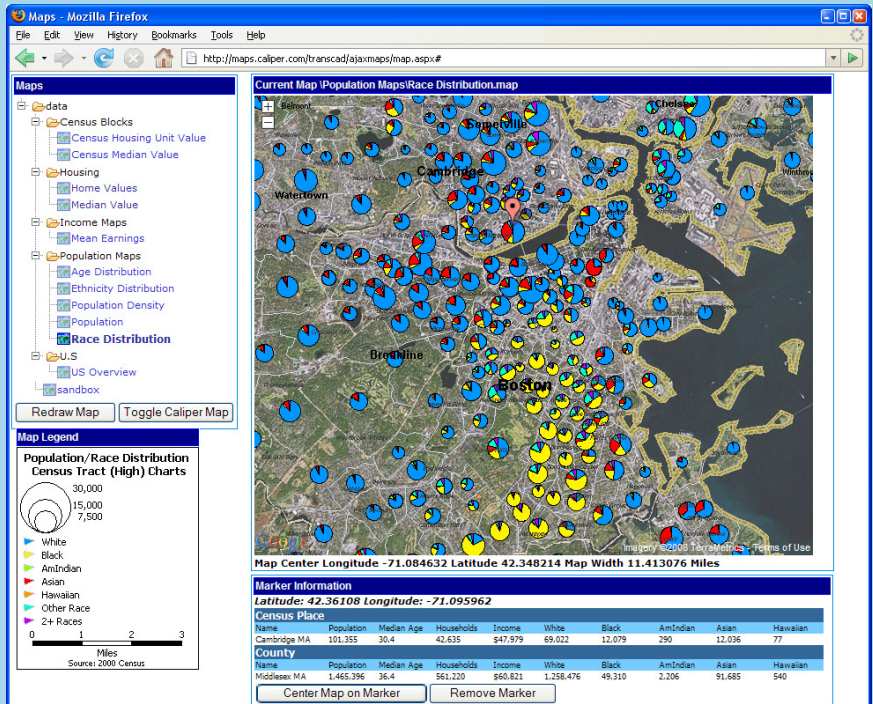 Maps - Mozilla Firefox
File Edit View History Bookmarks Tools Help
http://maps.caliper.com/transcad/ajaxmaps/map.aspx#
Maps
data
Census Blocks
Census Housing Unit Value
Census Median Value
Housing
Home Values
Median Value
Income Maps
Mean Earnings
Population Maps
Age Distribution
Ethnicity Distribution
Population Density
Population
Race Distribution
U.S
US Overview
sandbox
Redraw Map Toggle Caliper Map
Map Legend
Population/Race Distribution
Census Tract (High) Charts
30,000
15,000
7,500
White
Black
AmIndian
Asian
Hawaiian
Other Race
2+ Races
0 1 2 3
Miles
Source: 2000 Census
Current Map \Population Maps\Race Distribution.map
Belmont
Chelsea
Somerville
Cambridge
Winthrop
Watertown
Brookline
Boston
Imagery ©2008 TerraMetrics - Terms of Use
Map Center Longitude -71.084632 Latitude 42.348214 Map Width 11.413076 Miles
Marker Information
Latitude: 42.36108 Longitude: -71.095962
Census Place
Name Population Median Age Households Income White Black AmIndian Asian Hawaiian
Cambridge MA 101,355 30.4 42,635 $47,979 69,022 12,079 290 12,036 77
County
Name Population Median Age Households Income White Black AmIndian Asian Hawaiian
Middlesex MA 1,465,396 36.4 561,220 $60,821 1,258,476 49,310 2,206 91,685 540
Center Map on Marker Remove Marker